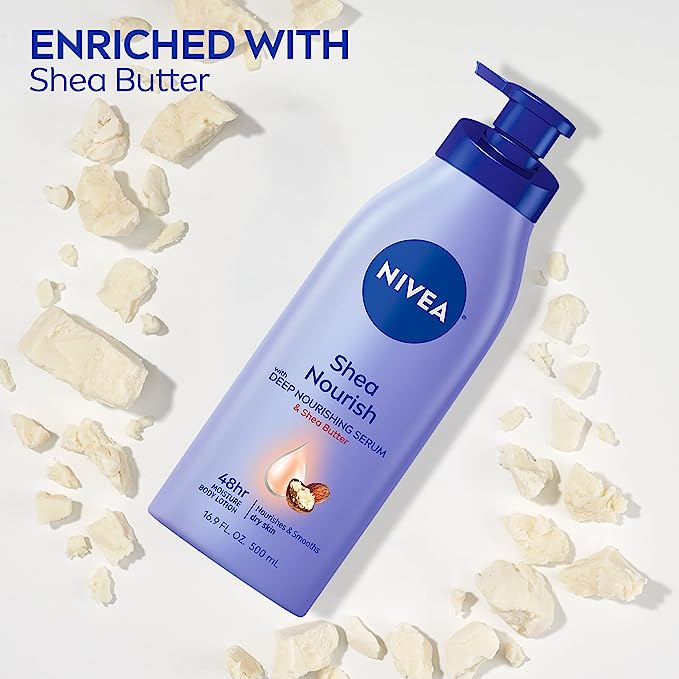 ENRICHED WITH
Shea Butter
NIVEA®
Shea
Nourish
with
DEEP NOURISHING SERUM
& Shea Butter
48hr
MOISTURE
BODY LOTION
Nourishes & Smooths
dry skin
16.9 FL. OZ. 500 mL